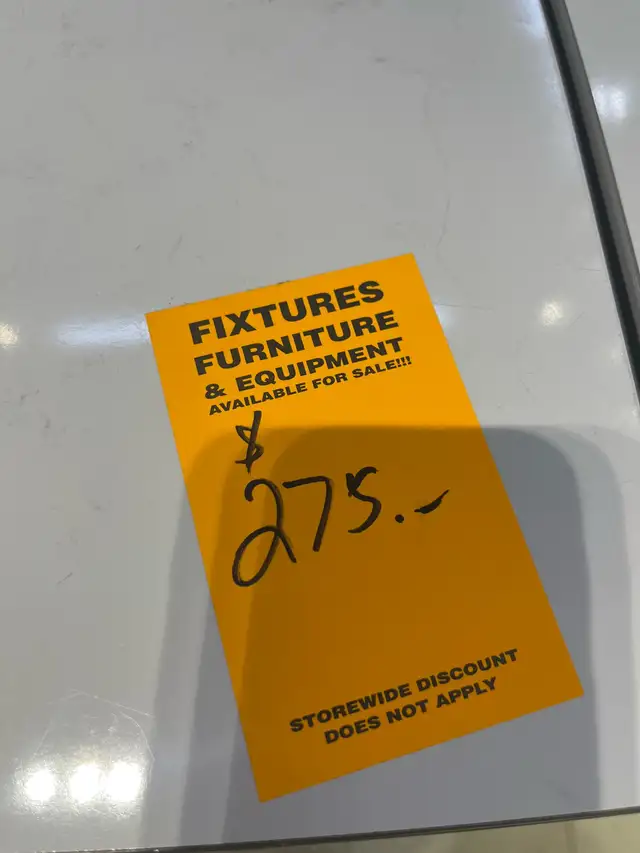 FIXTURES
FURNITURE
& EQUIPMENT
AVAILABLE FOR SALE!!!
$
275.-
STOREWIDE DISCOUNT
DOES NOT APPLY